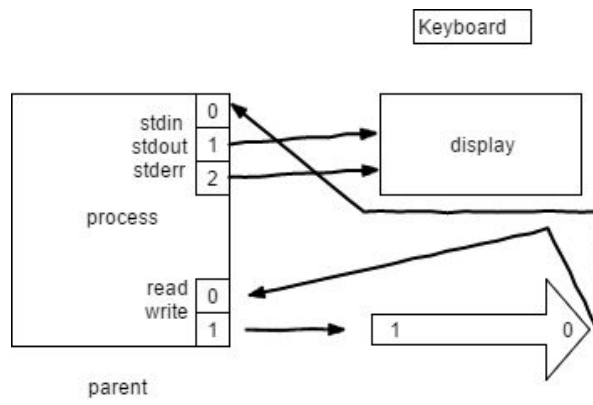 Keyboard
stdin 0
stdout 1
stderr 2
display
process
read 0
write 1
1 0
parent